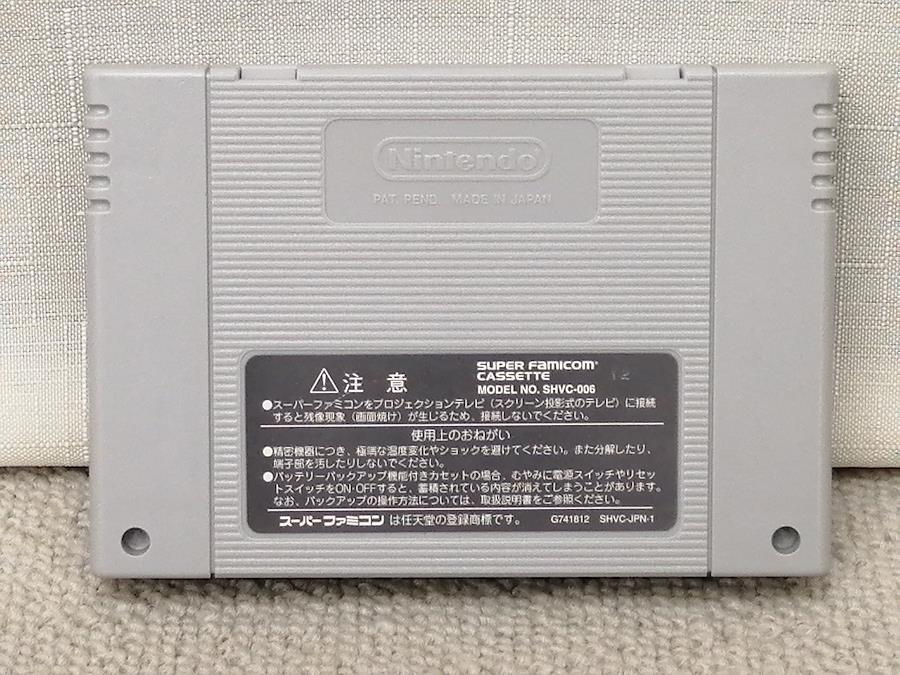 Nintendo
PAT. PEND. MADE IN JAPAN
注意
SUPER Famicom
CASSETTE
MODEL NO. SHVC-006
12
●スーパーファミコンをプロジェクションテレビ（スクリーン投影式のテレビ）に接続
すると残像現象（画面焼け）が生じるため、接続しないでください。
使用上のおねがい
●精密機器につき、極端な温度変化やショックを避けてください。また分解したり、
端子部を汚したりしないでください。
●バッテリーバックアップ機能付きカセットの場合、むやみに電源スイッチやリセッ
トスイッチをON・OFFすると、蓄積されている内容が消えてしまうことがあります。
なお、バックアップの操作方法については、取扱説明書をご参照ください。
スーパーファミコン は任天堂の登録商標です。 G741812 SHVC-JPN-1